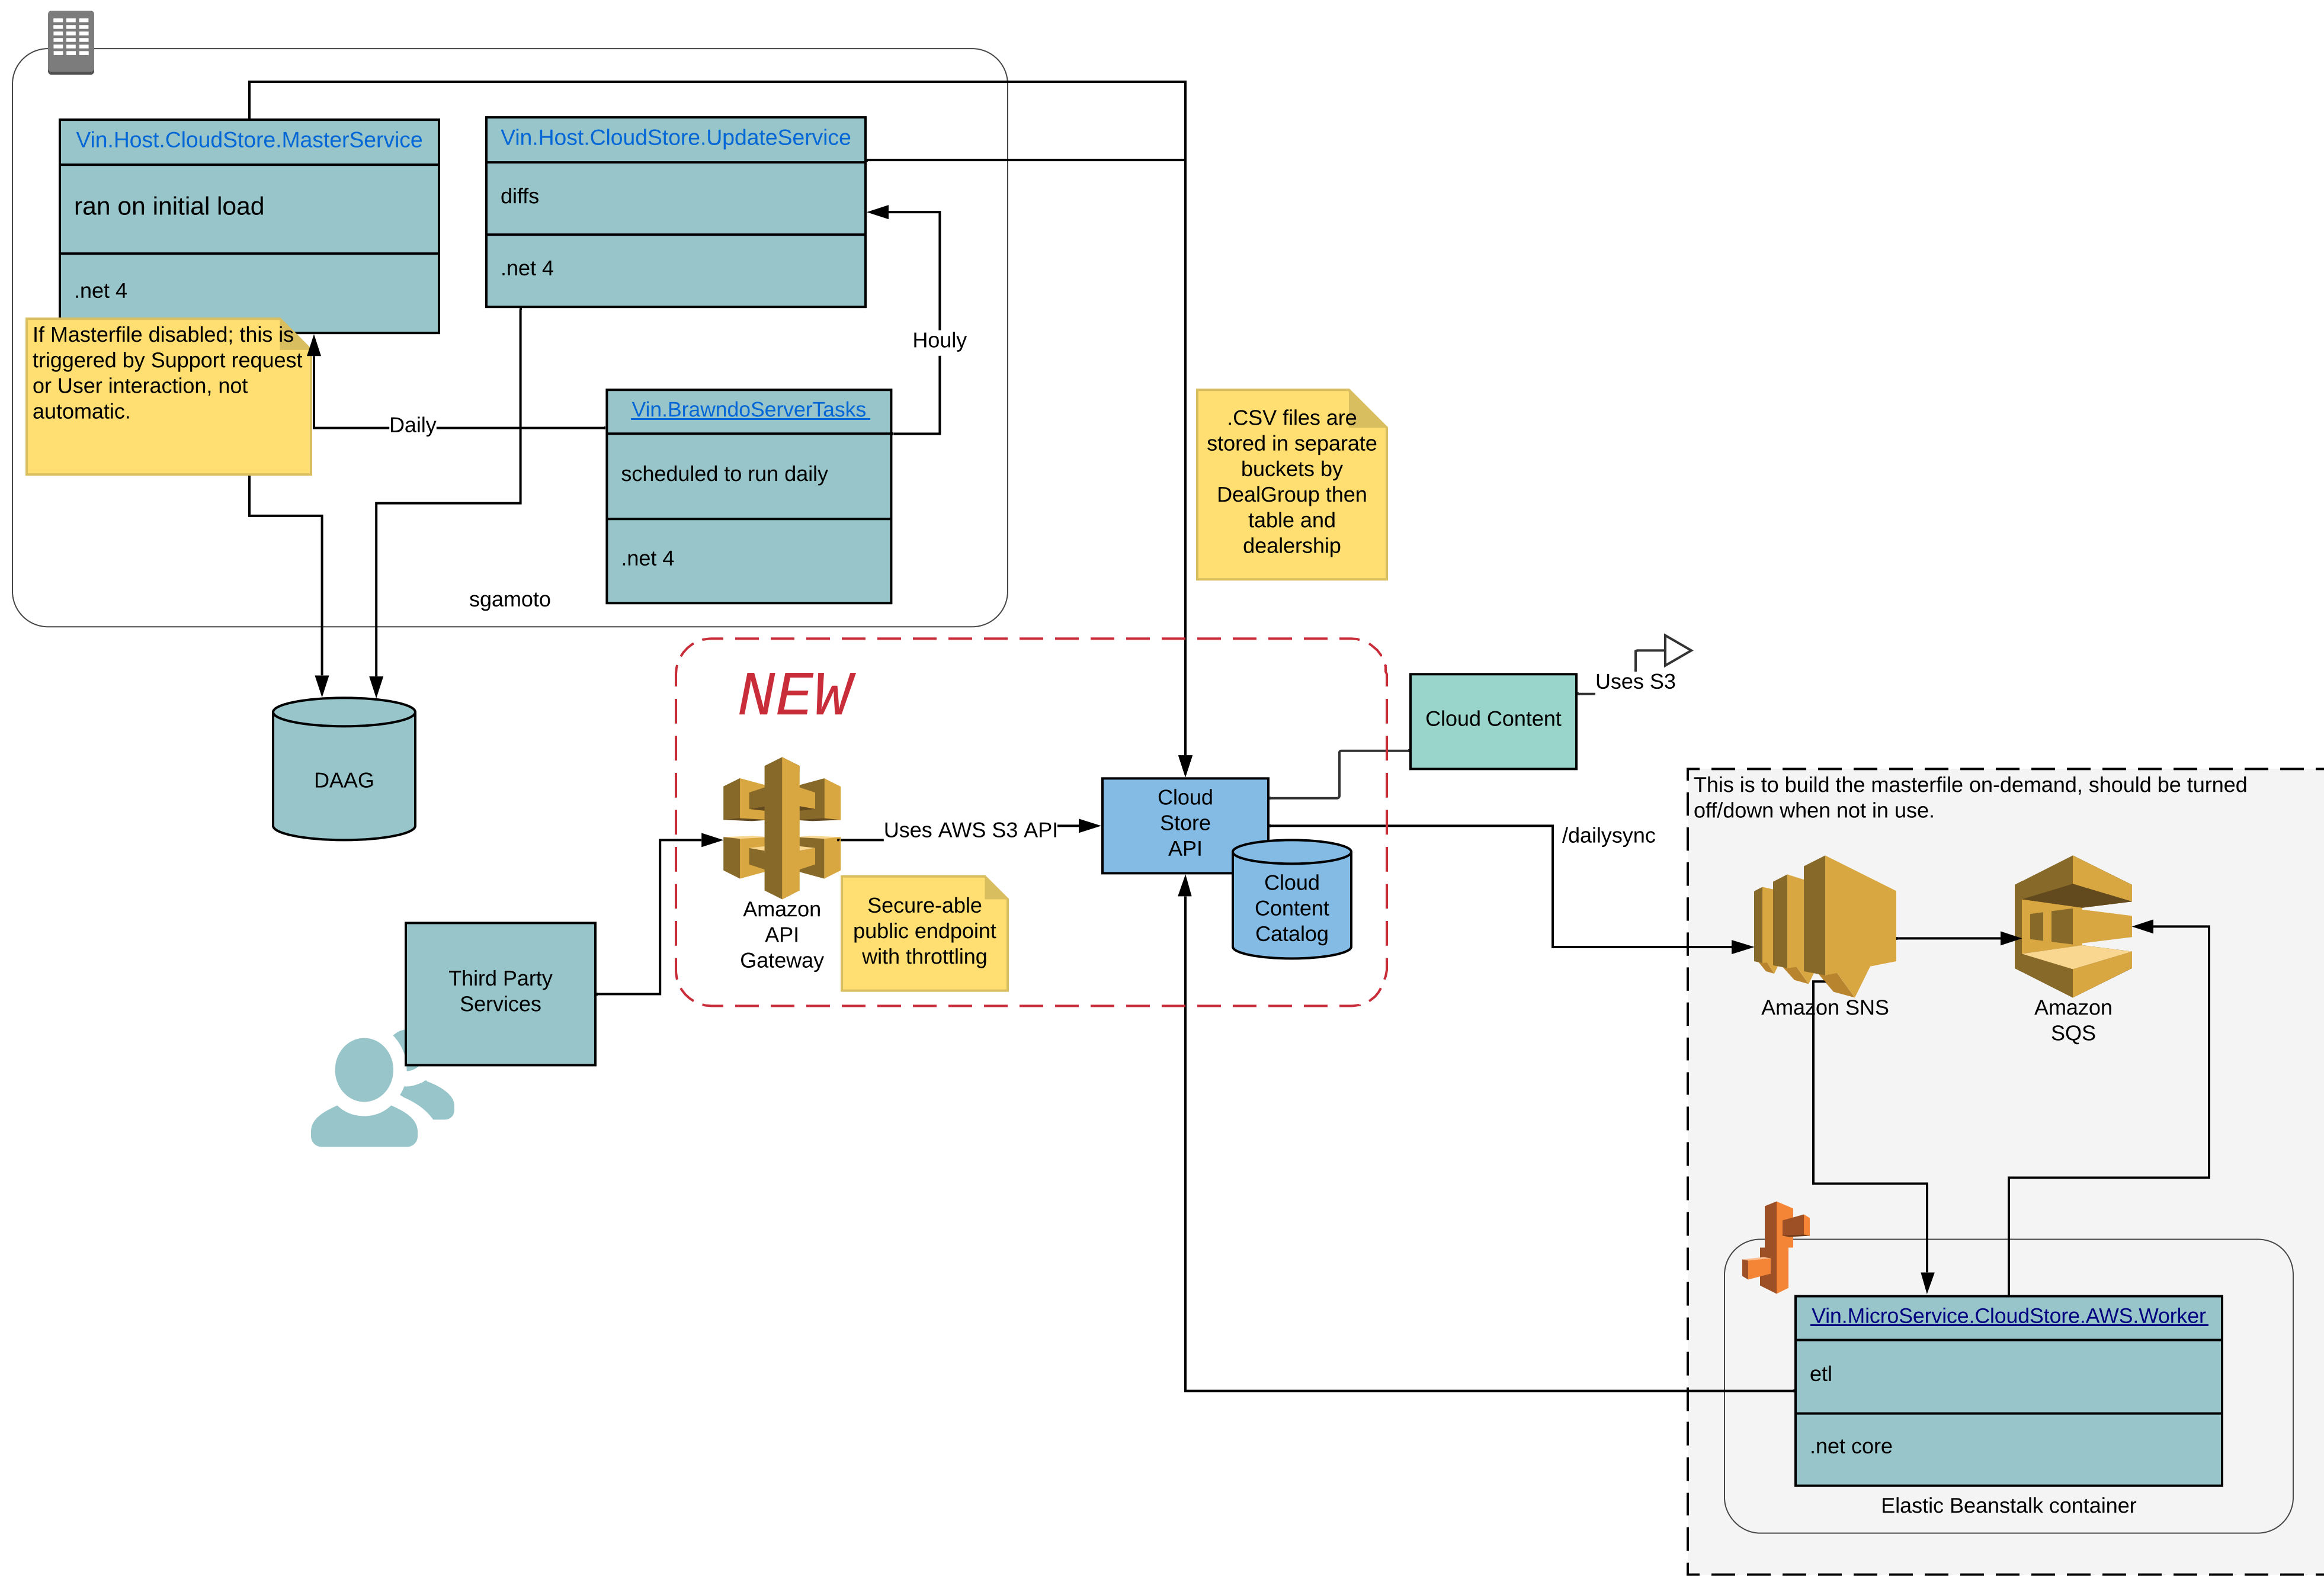 Vin.Host.CloudStore.MasterService
ran on initial load
.net 4
If Masterfile disabled; this is
triggered by Support request
or User interaction, not
automatic.
Vin.Host.CloudStore.UpdateService
diffs
.net 4
Houly
Daily
Vin.BrawndoServerTasks
scheduled to run daily
.net 4
sgamoto
.CSV files are
stored in separate
buckets by
DealGroup then
table and
dealership
DAAG
NEW
Amazon
API
Gateway
Uses AWS S3 API
Secure-able
public endpoint
with throttling
Third Party
Services
Cloud
Store
API
Cloud
Content
Catalog
Cloud Content
Uses S3
/dailysync
This is to build the masterfile on-demand, should be turned
off/down when not in use.
Amazon SNS
Amazon
SQS
Vin.MicroService.CloudStore.AWS.Worker
etl
.net core
Elastic Beanstalk container